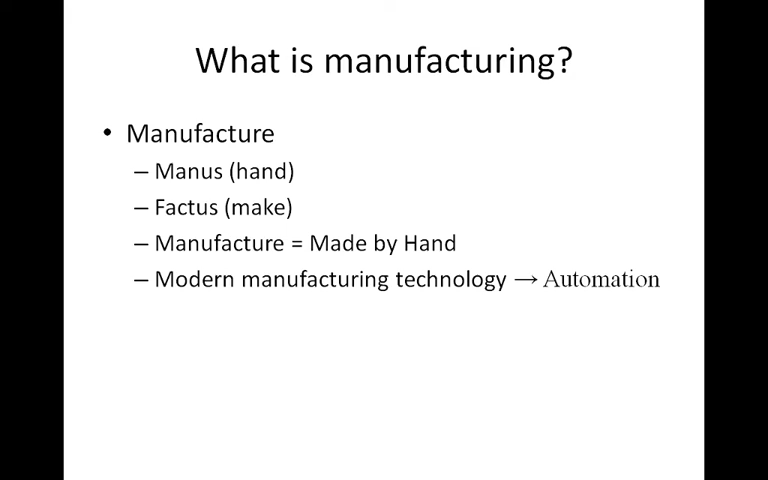 What is manufacturing?
• Manufacture
– Manus (hand)
– Factus (make)
– Manufacture = Made by Hand
– Modern manufacturing technology → Automation